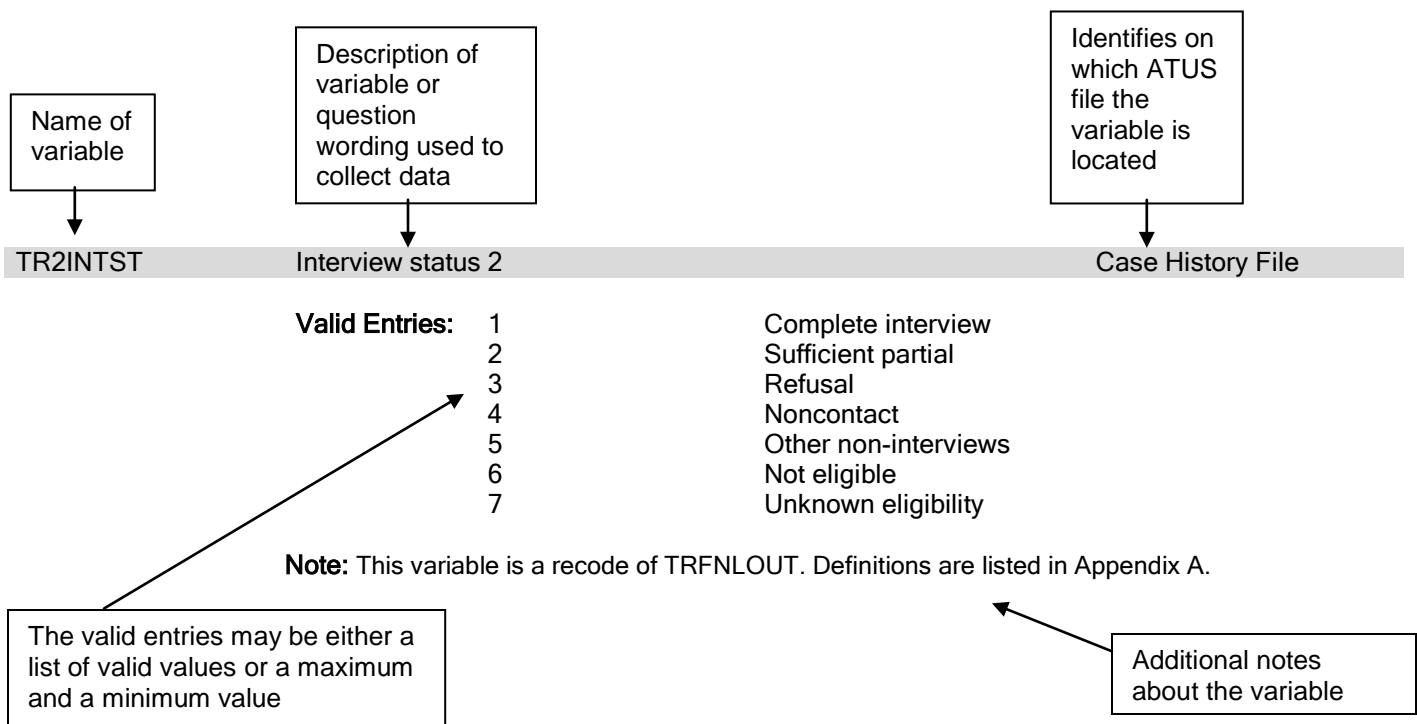 Name of
variable
Description of
variable or
question
wording used to
collect data
Identifies on
which ATUS
file the
variable is
located
TR2INTST Interview status 2 Case History File
Valid Entries: 1 Complete interview
2 Sufficient partial
3 Refusal
4 Noncontact
5 Other non-interviews
6 Not eligible
7 Unknown eligibility
Note: This variable is a recode of TRFNLOUT. Definitions are listed in Appendix A.
The valid entries may be either a
list of valid values or a maximum
and a minimum value
Additional notes
about the variable